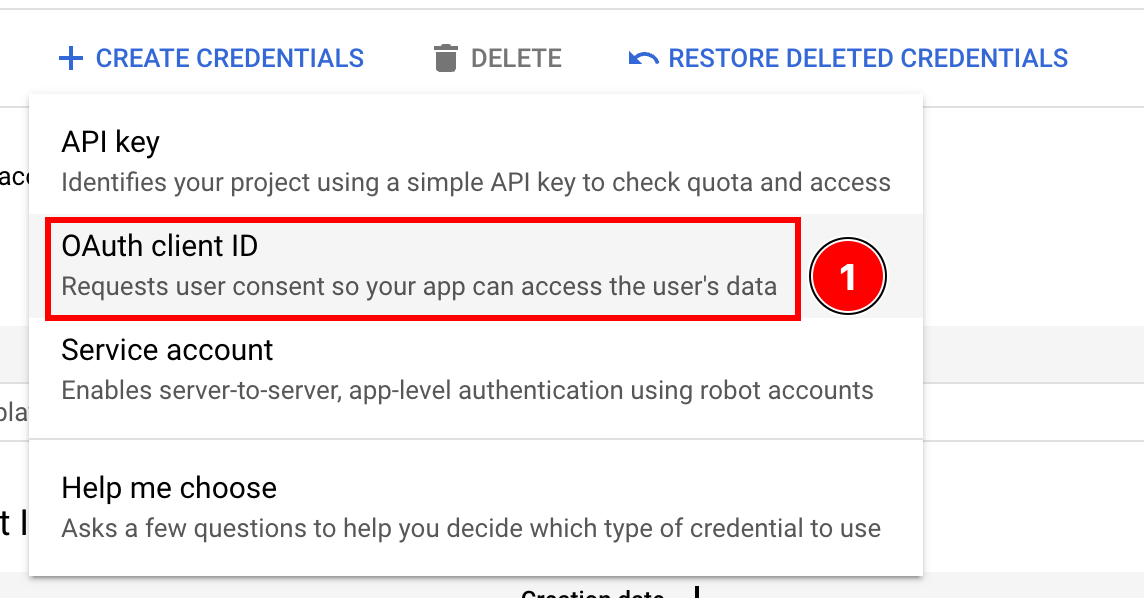 + CREATE CREDENTIALS DELETE RESTORE DELETED CREDENTIALS
API key
Identifies your project using a simple API key to check quota and access
OAuth client ID
Requests user consent so your app can access the user's data
1
Service account
Enables server-to-server, app-level authentication using robot accounts
Help me choose
Asks a few questions to help you decide which type of credential to use
Creation date